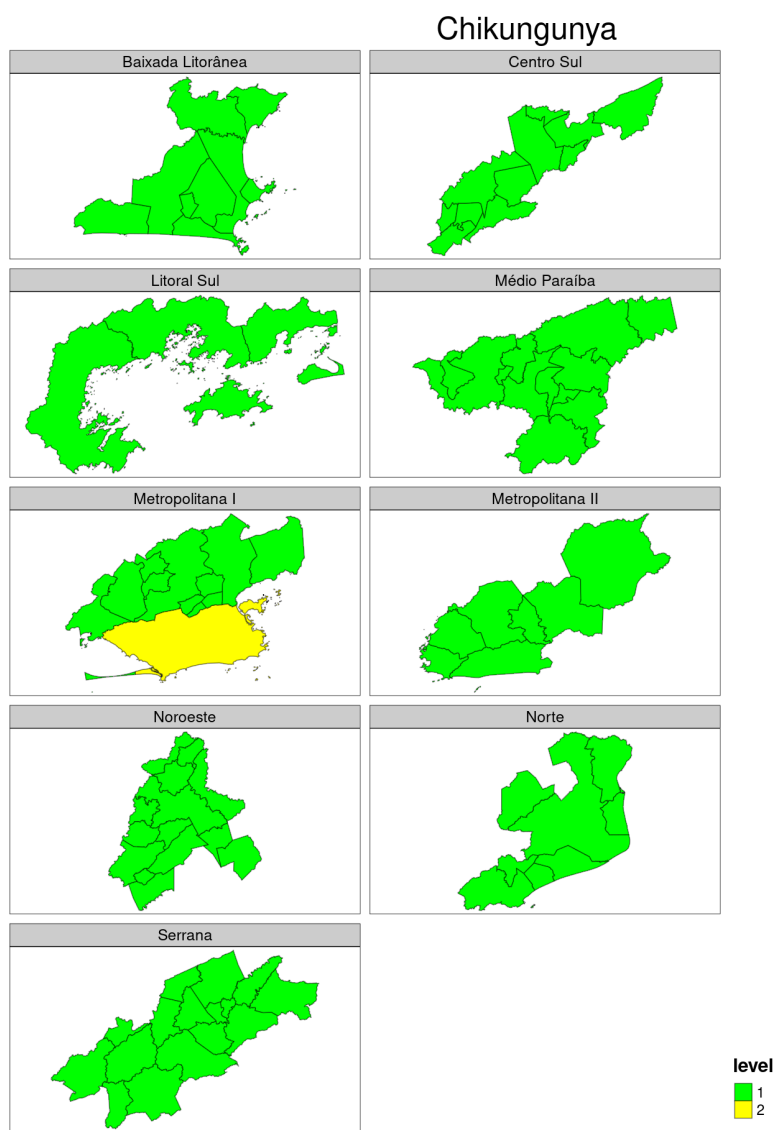 Chikungunya
Baixada Litorânea
Centro Sul
Litoral Sul
Médio Paraíba
Metropolitana I
Metropolitana II
Noroeste
Norte
Serrana
level
1
2